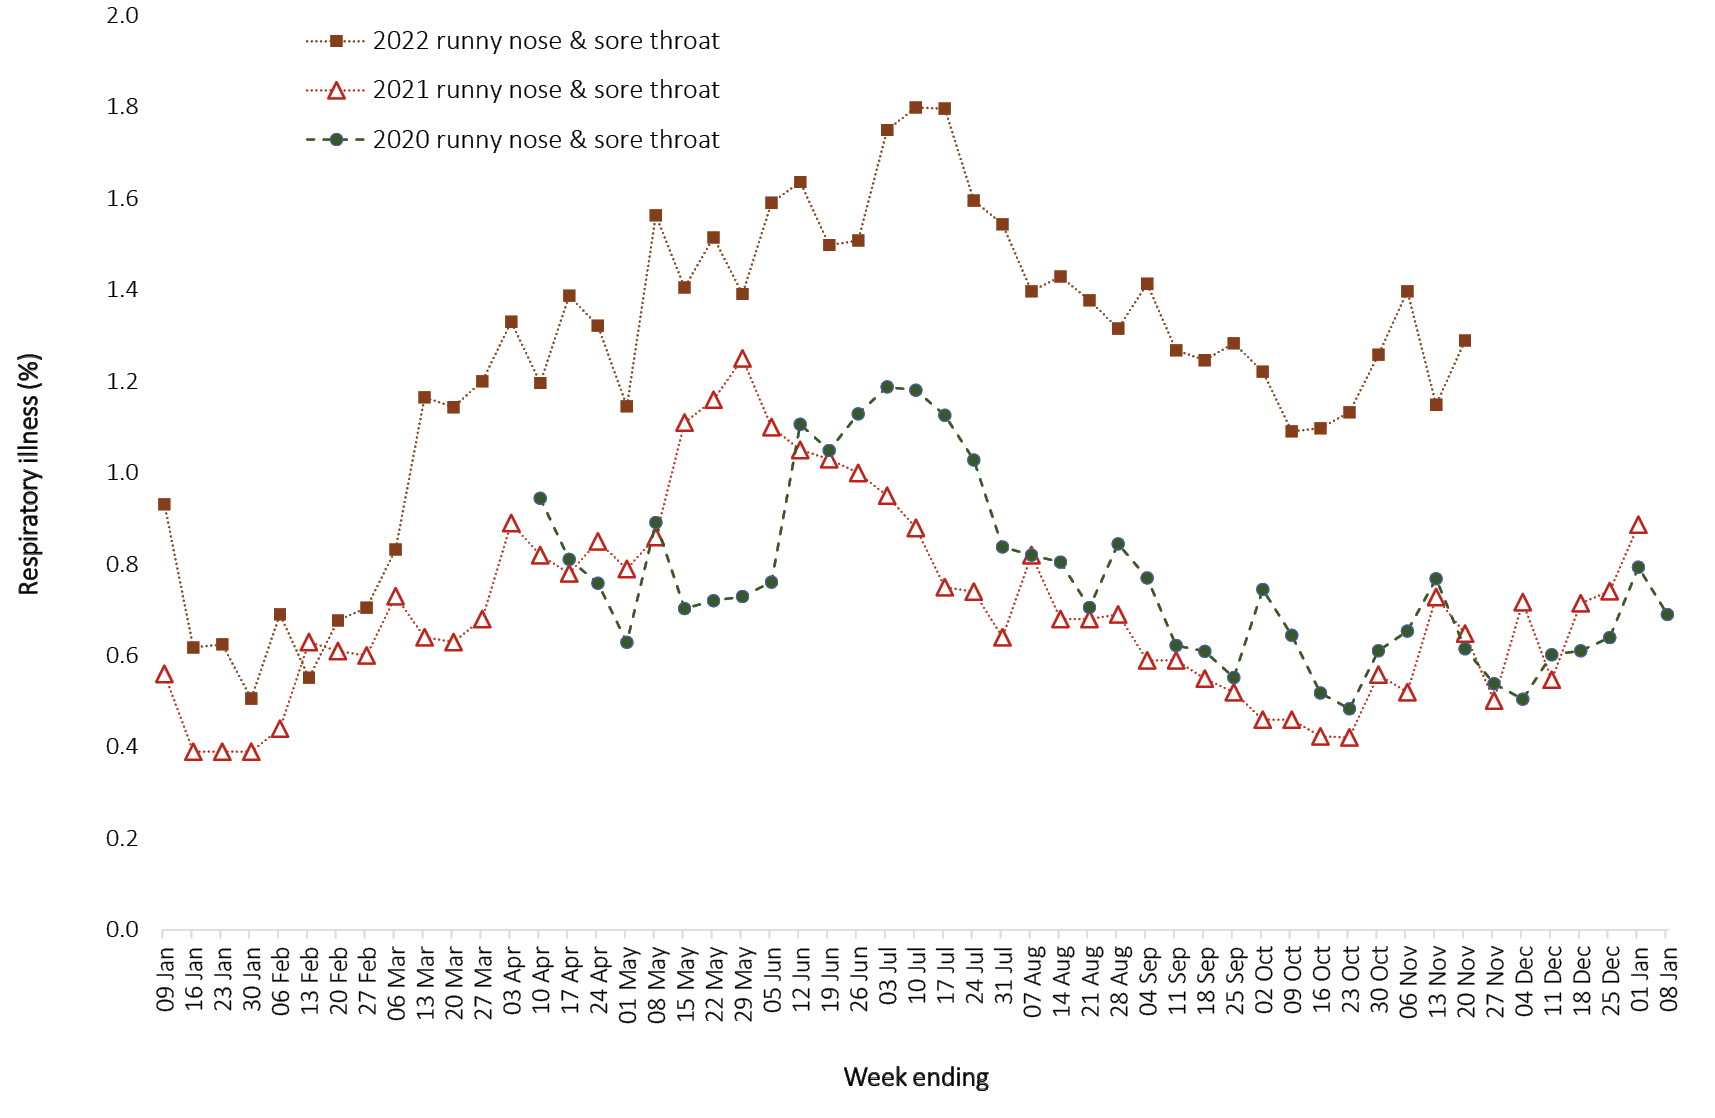 2.0
1.8
1.6
1.4
1.2
1.0
0.8
0.6
0.4
0.2
0.0
Respiratory illness (%)
2022 runny nose & sore throat
2021 runny nose & sore throat
2020 runny nose & sore throat
09 Jan
16 Jan
23 Jan
30 Jan
06 Feb
13 Feb
20 Feb
27 Feb
06 Mar
13 Mar
20 Mar
27 Mar
03 Apr
10 Apr
17 Apr
24 Apr
01 May
08 May
15 May
22 May
29 May
05 Jun
12 Jun
19 Jun
26 Jun
03 Jul
10 Jul
17 Jul
24 Jul
31 Jul
07 Aug
14 Aug
21 Aug
28 Aug
04 Sep
11 Sep
18 Sep
25 Sep
02 Oct
09 Oct
16 Oct
23 Oct
30 Oct
06 Nov
13 Nov
20 Nov
27 Nov
04 Dec
11 Dec
18 Dec
25 Dec
01 Jan
08 Jan
Week ending